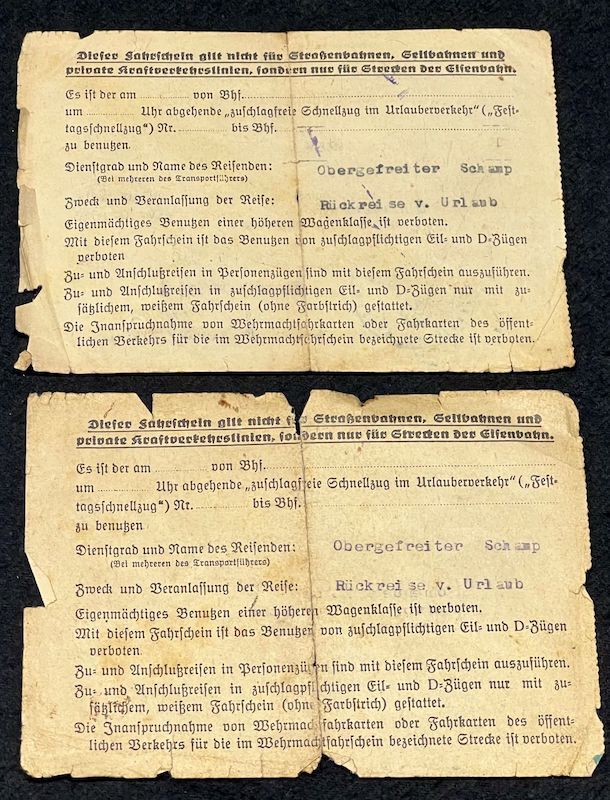 Dieser Fahrschein gilt nicht für Straßenbahnen, Seilbahnen und
private Kraftverkehrslinien, sondern nur für Strecken der Eisenbahn.
Es ist der am ............ von Bhf. ............
um ............ Uhr abgehende „zuschlagfreie Schnellzug im Urlauberverkehr“ („Fest-
tagsschnellzug“) Nr. ............ bis Bhf. ............
zu benutzen
Dienstgrad und Name des Reisenden: Obergefreiter Schamp
(Bei mehreren des Transportführers)
Zweck und Veranlassung der Reise: Rückreise v. Urlaub
Eigenmächtiges Benutzen einer höheren Wagenklasse ist verboten.
Mit diesem Fahrschein ist das Benutzen von zuschlagpflichtigen Eil- und D-Zügen
verboten
Zu- und Anschlußreisen in Personenzügen sind mit diesem Fahrschein auszuführen.
Zu- und Anschlußreisen in zuschlagpflichtigen Eil- und D-Zügen nur mit zu-
sätzlichem, weißem Fahrschein (ohne Farbstrich) gestattet.
Die Inanspruchnahme von Wehrmachtfahrkarten oder Fahrkarten des öffent-
lichen Verkehrs für die im Wehrmachtfahrschein bezeichnete Strecke ist verboten.
Dieser Fahrschein gilt nicht für Straßenbahnen, Seilbahnen und
private Kraftverkehrslinien, sondern nur für Strecken der Eisenbahn.
Es ist der am ............ von Bhf. ............
um ............ Uhr abgehende „zuschlagfreie Schnellzug im Urlauberverkehr“ („Fest-
tagsschnellzug“) Nr. ............ bis Bhf. ............
zu benutzen
Dienstgrad und Name des Reisenden: Obergefreiter Schamp
(Bei mehreren des Transportführers)
Zweck und Veranlassung der Reise: Rückreise v. Urlaub
Eigenmächtiges Benutzen einer höheren Wagenklasse ist verboten.
Mit diesem Fahrschein ist das Benutzen von zuschlagpflichtigen Eil- und D-Zügen
verboten
Zu- und Anschlußreisen in Personenzügen sind mit diesem Fahrschein auszuführen.
Zu- und Anschlußreisen in zuschlagpflichtigen Eil- und D-Zügen nur mit zu-
sätzlichem, weißem Fahrschein (ohne Farbstrich) gestattet.
Die Inanspruchnahme von Wehrmachtfahrkarten oder Fahrkarten des öffent-
lichen Verkehrs für die im Wehrmachtfahrschein bezeichnete Strecke ist verboten.